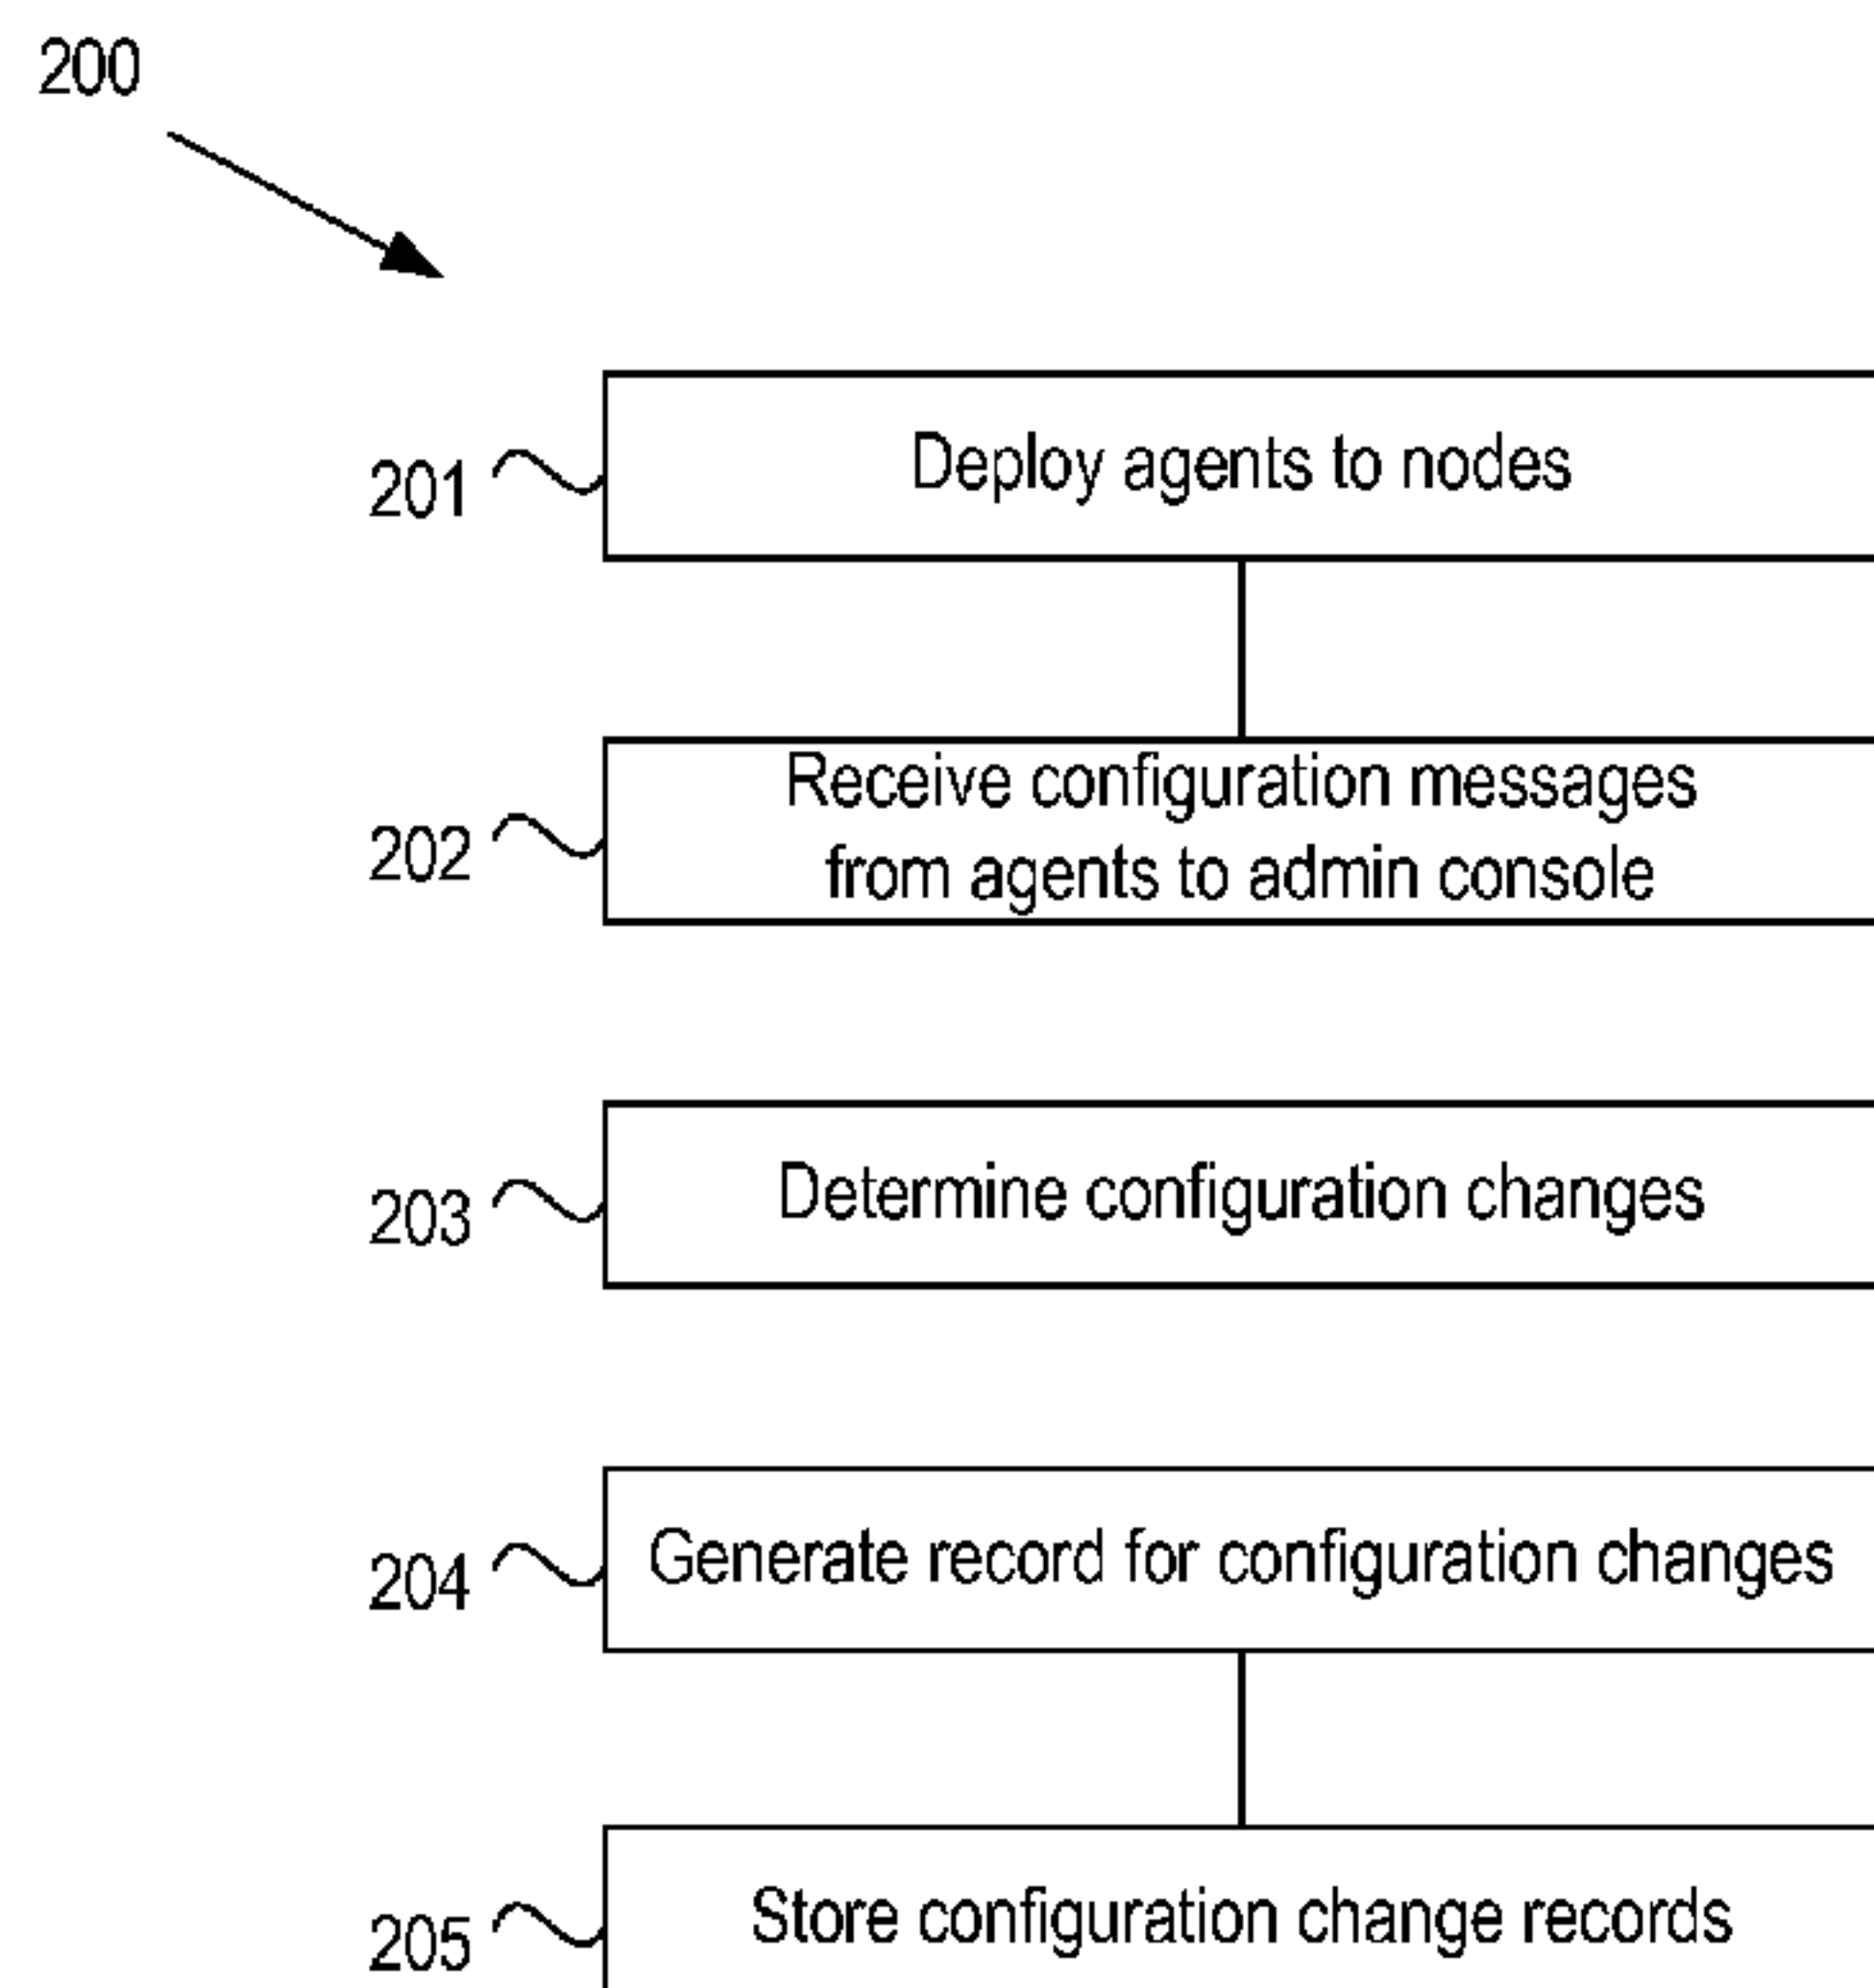 200
201
Deploy agents to nodes
202
Receive configuration messages
from agents to admin console
203
Determine configuration changes
204
Generate record for configuration changes
205
Store configuration change records